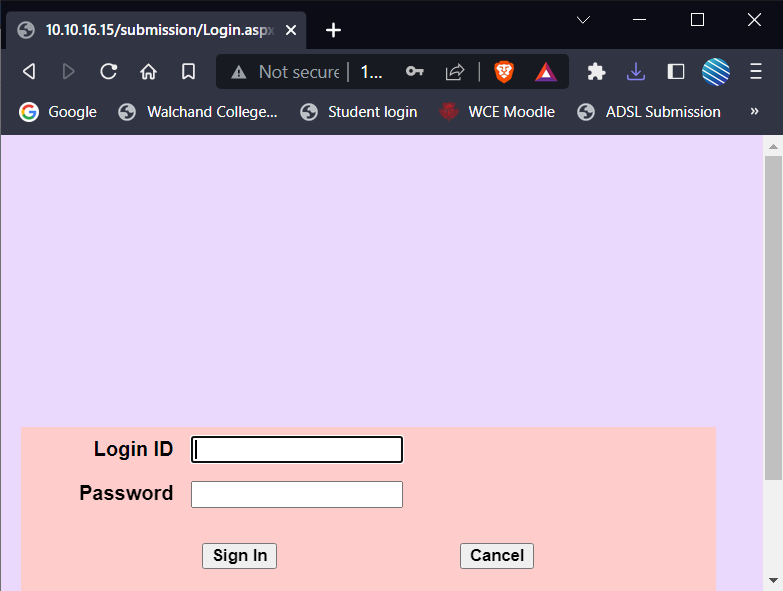 10.10.16.15/submission/Login.aspx
Not secure 1...
Google Walchand College... Student login WCE Moodle ADSL Submission »
Login ID
Password
Sign In Cancel